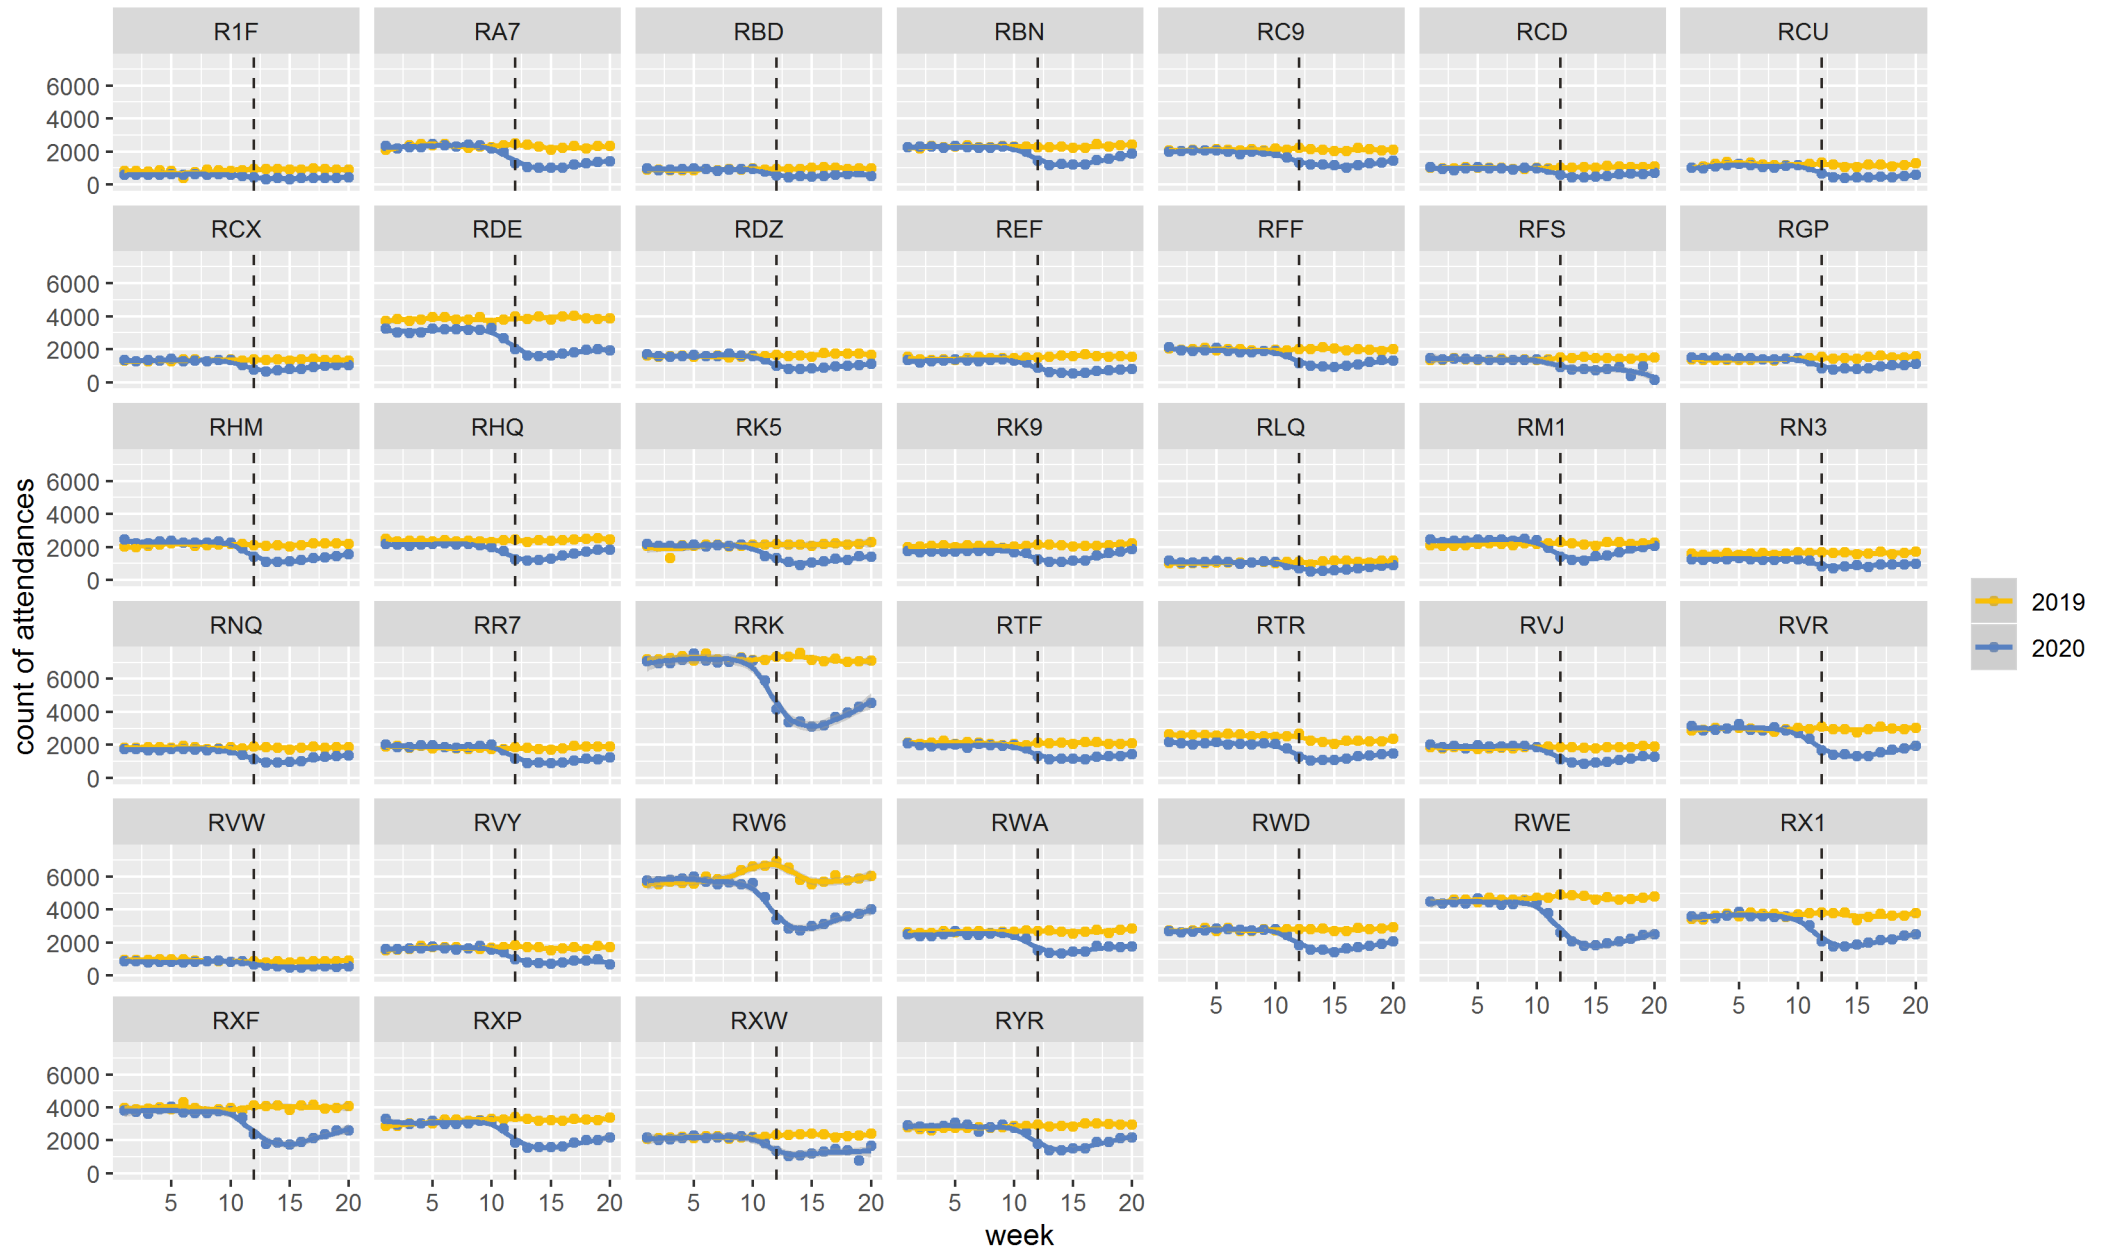 R1F RA7 RBD RBN RC9 RCD RCU
6000
4000
2000
0
RCX RDE RDZ REF RFF RFS RGP
6000
4000
2000
0
RHM RHQ RK5 RK9 RLQ RM1 RN3
6000
4000
2000
0
count of attendances
RNQ RR7 RRK RTF RTR RVJ RVR
6000
4000
2000
0
2019
2020
RVW RVY RW6 RWA RWD RWE RX1
6000
4000
2000
0
5 10 15 20 5 10 15 20 5 10 15 20
RXF RXP RXW RYR
6000
4000
2000
0
5 10 15 20 5 10 15 20 5 10 15 20 5 10 15 20
week